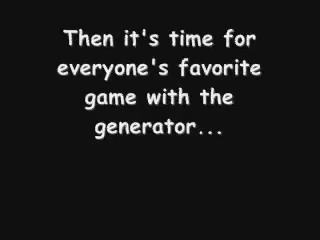 Then it's time for
everyone's favorite
game with the
generator...